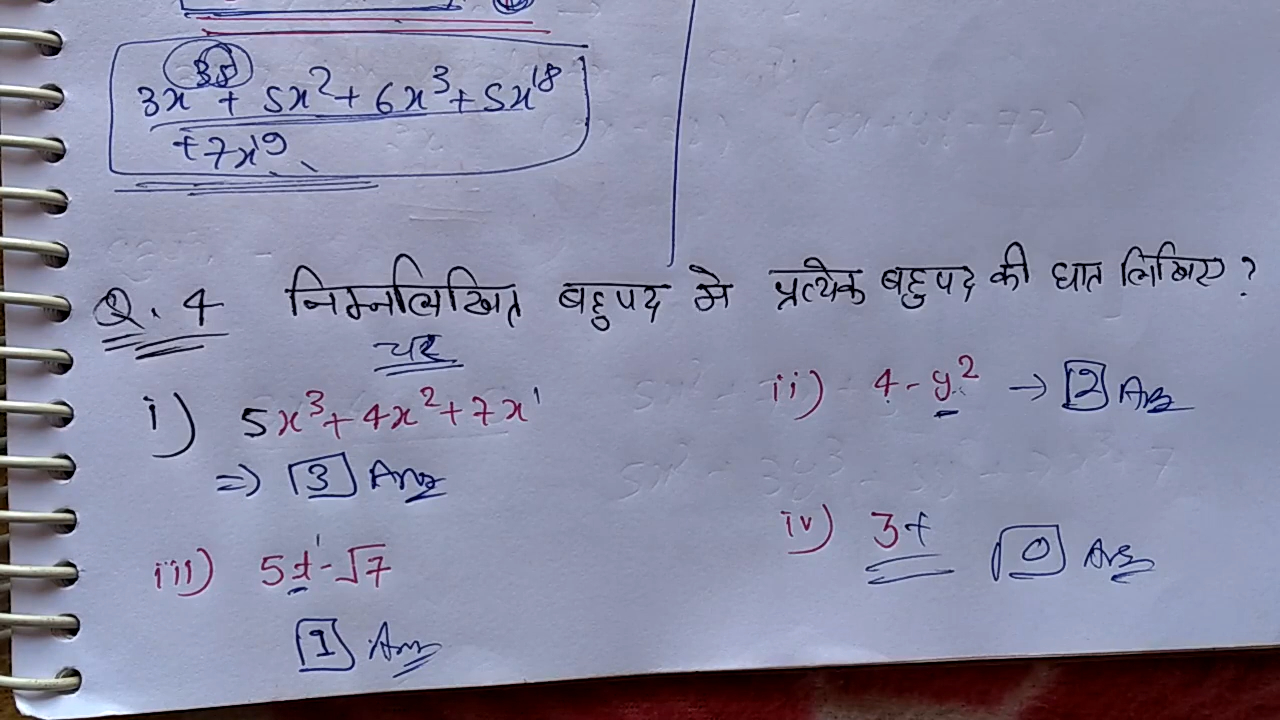 3x³⁵ + 5x² + 6x³ + 5x¹⁸
+ 7x¹⁹
Q. 4 निम्नलिखित बहुपद मे प्रत्येक बहुपद की घात लिखिए ?
चर
i) 5x³ + 4x² + 7x¹
⇒ 3 Ans
ii) 4 - y² → 2 Ans
iii) 5t¹ - √7
1 Ans
iv) 3+ 0 Ans